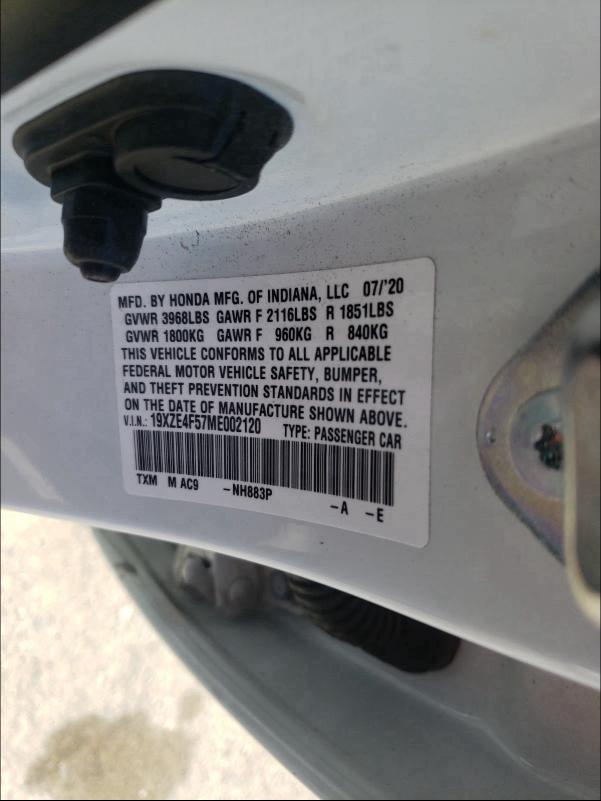 MFD. BY HONDA MFG. OF INDIANA, LLC 07/'20
GVWR 3968LBS GAWR F 2116LBS R 1851LBS
GVWR 1800KG GAWR F 960KG R 840KG
THIS VEHICLE CONFORMS TO ALL APPLICABLE
FEDERAL MOTOR VEHICLE SAFETY, BUMPER,
AND THEFT PREVENTION STANDARDS IN EFFECT
ON THE DATE OF MANUFACTURE SHOWN ABOVE.
V.I.N.: 19XZE4F57ME002120 TYPE: PASSENGER CAR
TXM M AC9 -NH883P -A -E